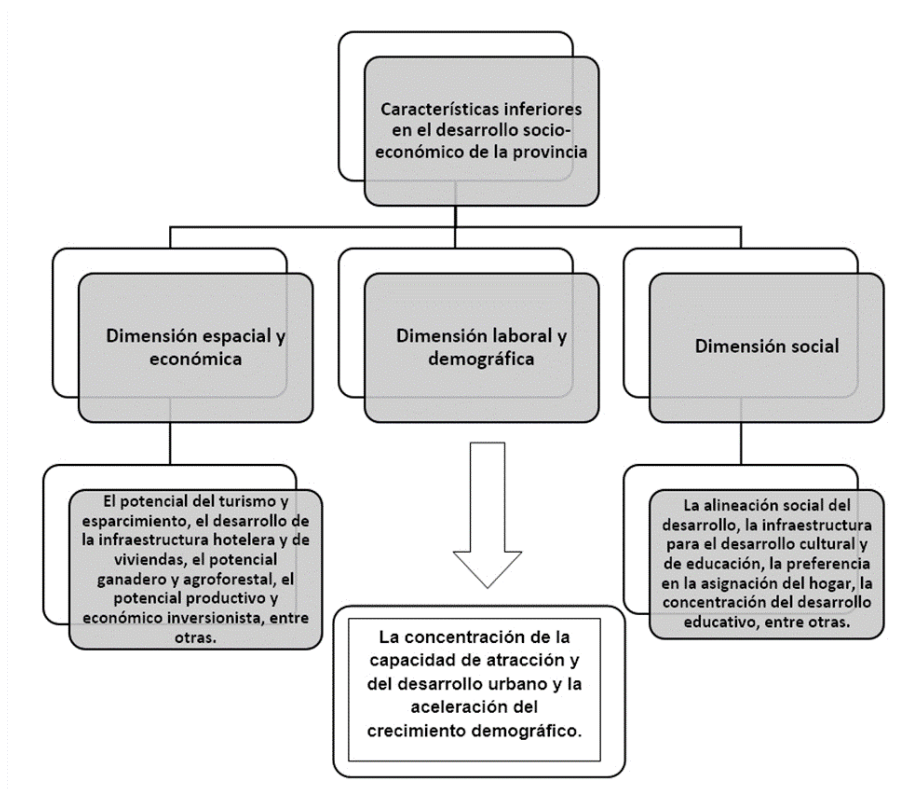 Características inferiores
en el desarrollo socio-
económico de la provincia
Dimensión espacial y
económica
Dimensión laboral y
demográfica
Dimensión social
El potencial del turismo y
esparcimiento, el desarrollo de
la infraestructura hotelera y de
viviendas, el potencial
ganadero y agroforestal, el
potencial productivo y
económico inversionista, entre
otras.
La concentración de la
capacidad de atracción y
del desarrollo urbano y la
aceleración del
crecimiento demográfico.
La alineación social del
desarrollo, la infraestructura
para el desarrollo cultural y
de educación, la preferencia
en la asignación del hogar, la
concentración del desarrollo
educativo, entre otras.